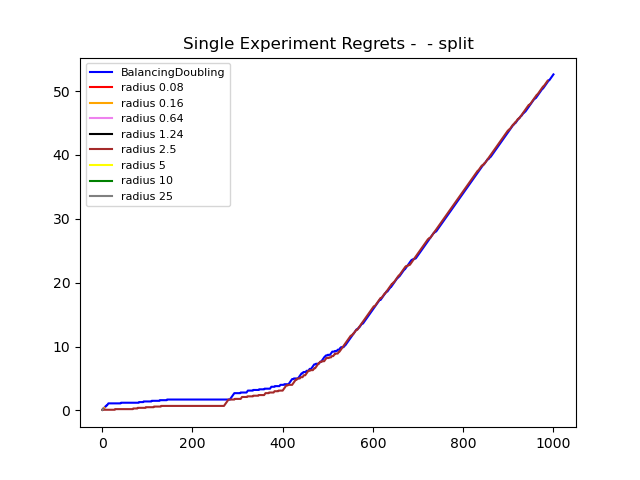 Single Experiment Regrets -  - split
BalancingDoubling
radius 0.08
radius 0.16
radius 0.64
radius 1.24
radius 2.5
radius 5
radius 10
radius 25
50
40
30
20
10
0
0 200 400 600 800 1000